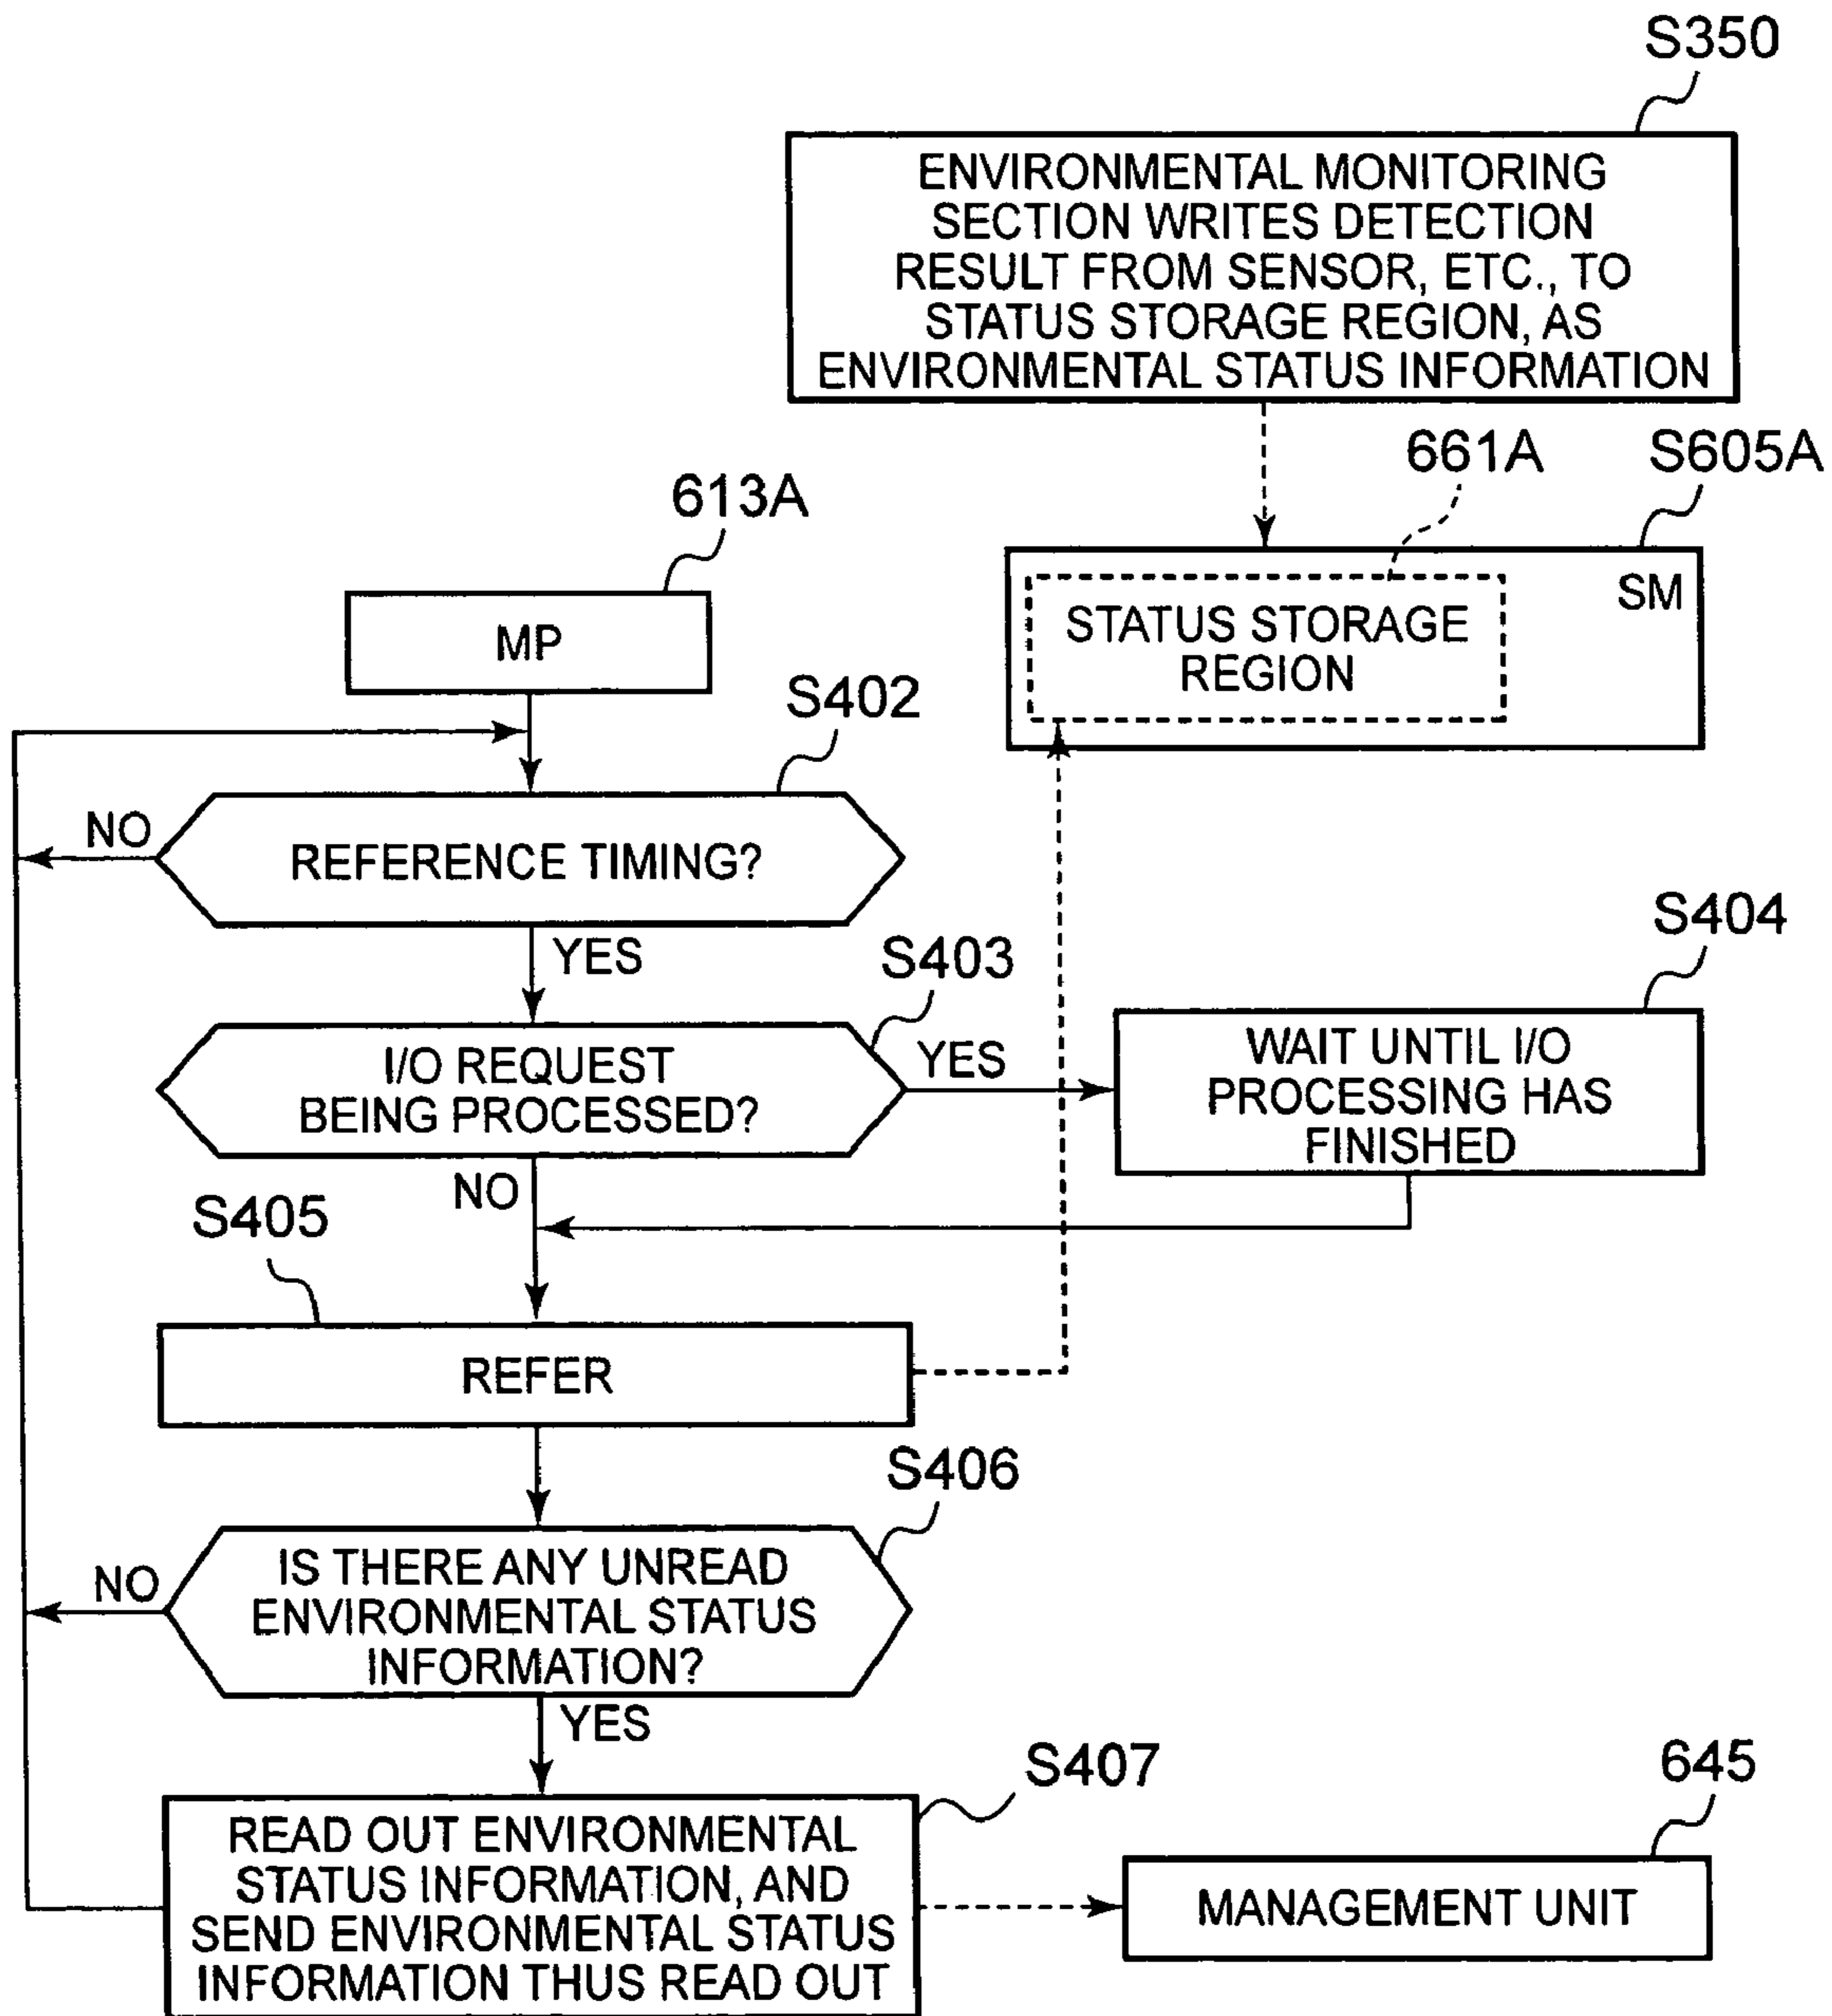 S350
ENVIRONMENTAL MONITORING
SECTION WRITES DETECTION
RESULT FROM SENSOR, ETC., TO
STATUS STORAGE REGION, AS
ENVIRONMENTAL STATUS INFORMATION
661A
S605A
SM
STATUS STORAGE
REGION
613A
MP
S402
NO
REFERENCE TIMING?
YES
S403
I/O REQUEST
BEING PROCESSED?
YES
S404
WAIT UNTIL I/O
PROCESSING HAS
FINISHED
NO
S405
REFER
S406
NO
IS THERE ANY UNREAD
ENVIRONMENTAL STATUS
INFORMATION?
YES
S407
READ OUT ENVIRONMENTAL
STATUS INFORMATION, AND
SEND ENVIRONMENTAL STATUS
INFORMATION THUS READ OUT
645
MANAGEMENT UNIT